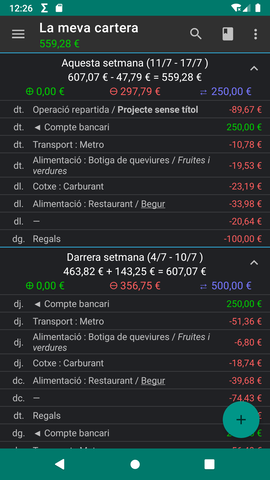 12:26
La meva cartera
559,28 €
Aquesta setmana (11/7 - 17/7 )
607,07 € - 47,79 € = 559,28 €
0,00 € 297,79 € 250,00 €
dt. Operació repartida / Projecte sense títol -89,67 €
dt. ◄ Compte bancari 250,00 €
dt. Transport : Metro -10,78 €
dt. Alimentació : Botiga de queviures / Fruites i verdures -19,53 €
dl. Cotxe : Carburant -23,19 €
dl. Alimentació : Restaurant / Begur -33,98 €
dl. — -20,64 €
dg. Regals -100,00 €
Darrera setmana (4/7 - 10/7 )
463,82 € + 143,25 € = 607,07 €
0,00 € 356,75 € 500,00 €
dj. ◄ Compte bancari 250,00 €
dj. Transport : Metro -51,36 €
dj. Alimentació : Botiga de queviures / Fruites i verdures -6,80 €
dj. Cotxe : Carburant -18,74 €
dc. Alimentació : Restaurant / Begur -39,68 €
dc. — -74,43 €
dt. Regals
dg. ◄ Compte bancari